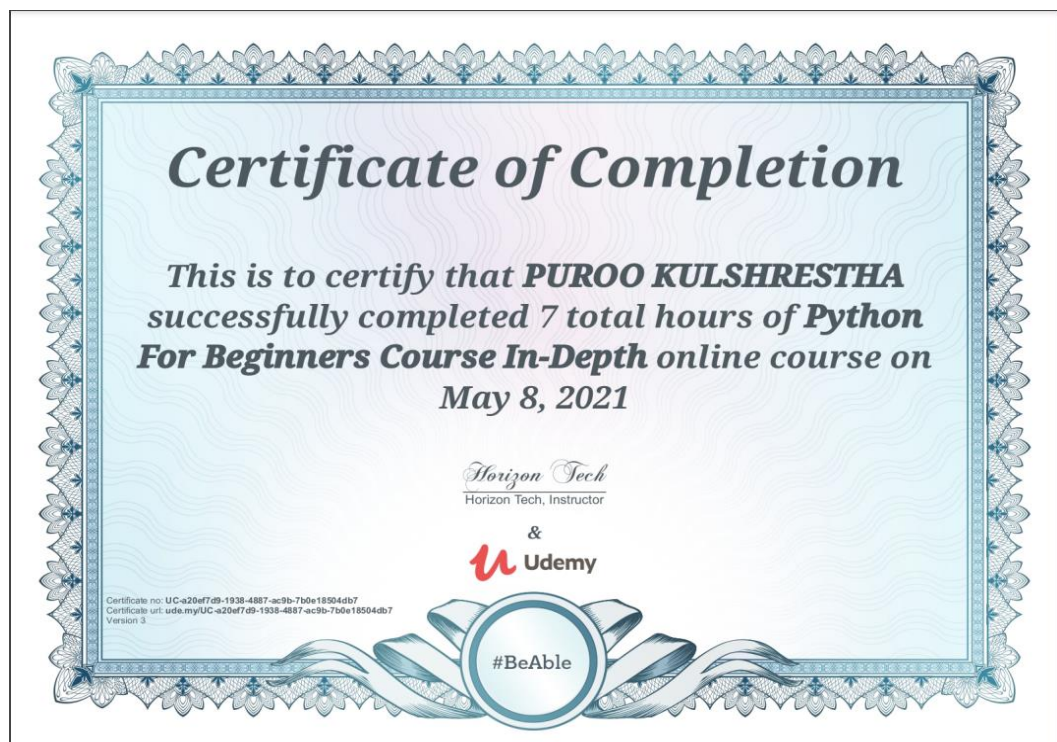 Certificate of Completion
This is to certify that PUROO KULSHRESTHA
successfully completed 7 total hours of Python
For Beginners Course In-Depth online course on
May 8, 2021
Horizon Tech
Horizon Tech, Instructor
&
Udemy
Certificate no: UC-a20ef7d9-1938-4887-ac9b-7b0e18504db7
Certificate url: ude.my/UC-a20ef7d9-1938-4887-ac9b-7b0e18504db7
Version 3
#BeAble